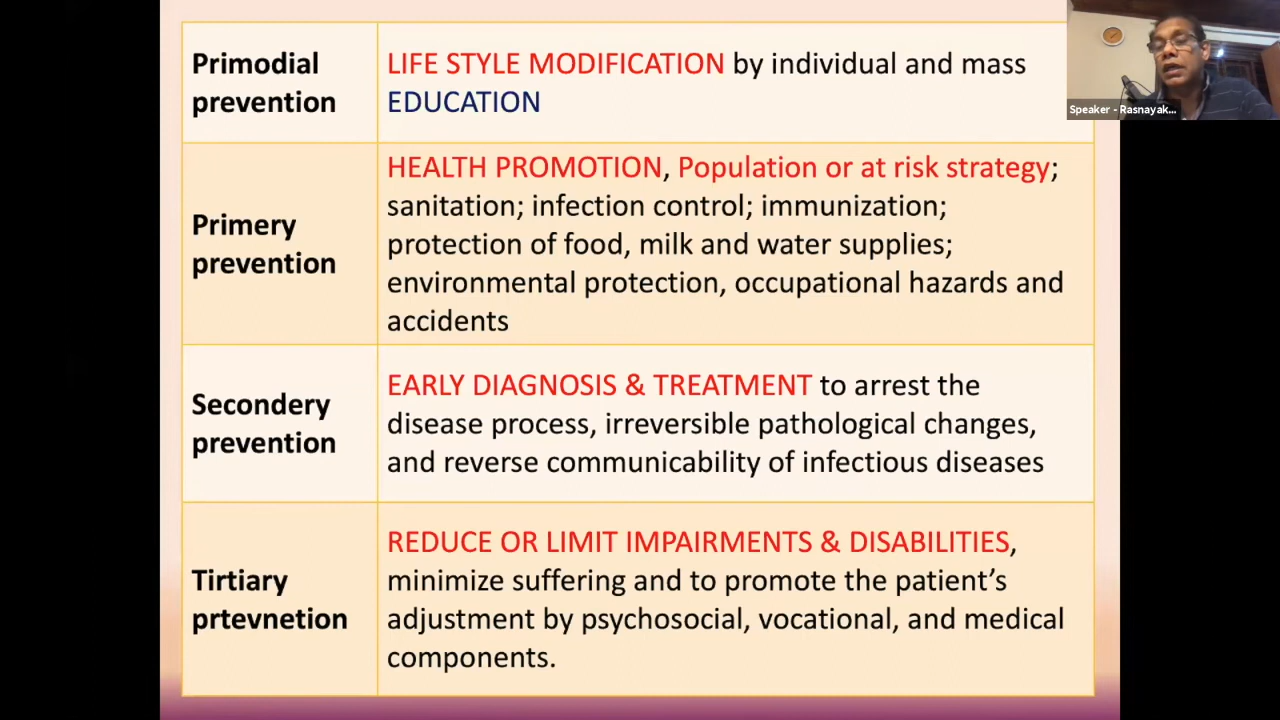 Primodial
prevention
LIFE STYLE MODIFICATION by individual and mass
EDUCATION
Primery
prevention
HEALTH PROMOTION, Population or at risk strategy;
sanitation; infection control; immunization;
protection of food, milk and water supplies;
environmental protection, occupational hazards and
accidents
Secondery
prevention
EARLY DIAGNOSIS & TREATMENT to arrest the
disease process, irreversible pathological changes,
and reverse communicability of infectious diseases
Tirtiary
prtevnetion
REDUCE OR LIMIT IMPAIRMENTS & DISABILITIES,
minimize suffering and to promote the patient’s
adjustment by psychosocial, vocational, and medical
components.
Speaker - Rasnayak...